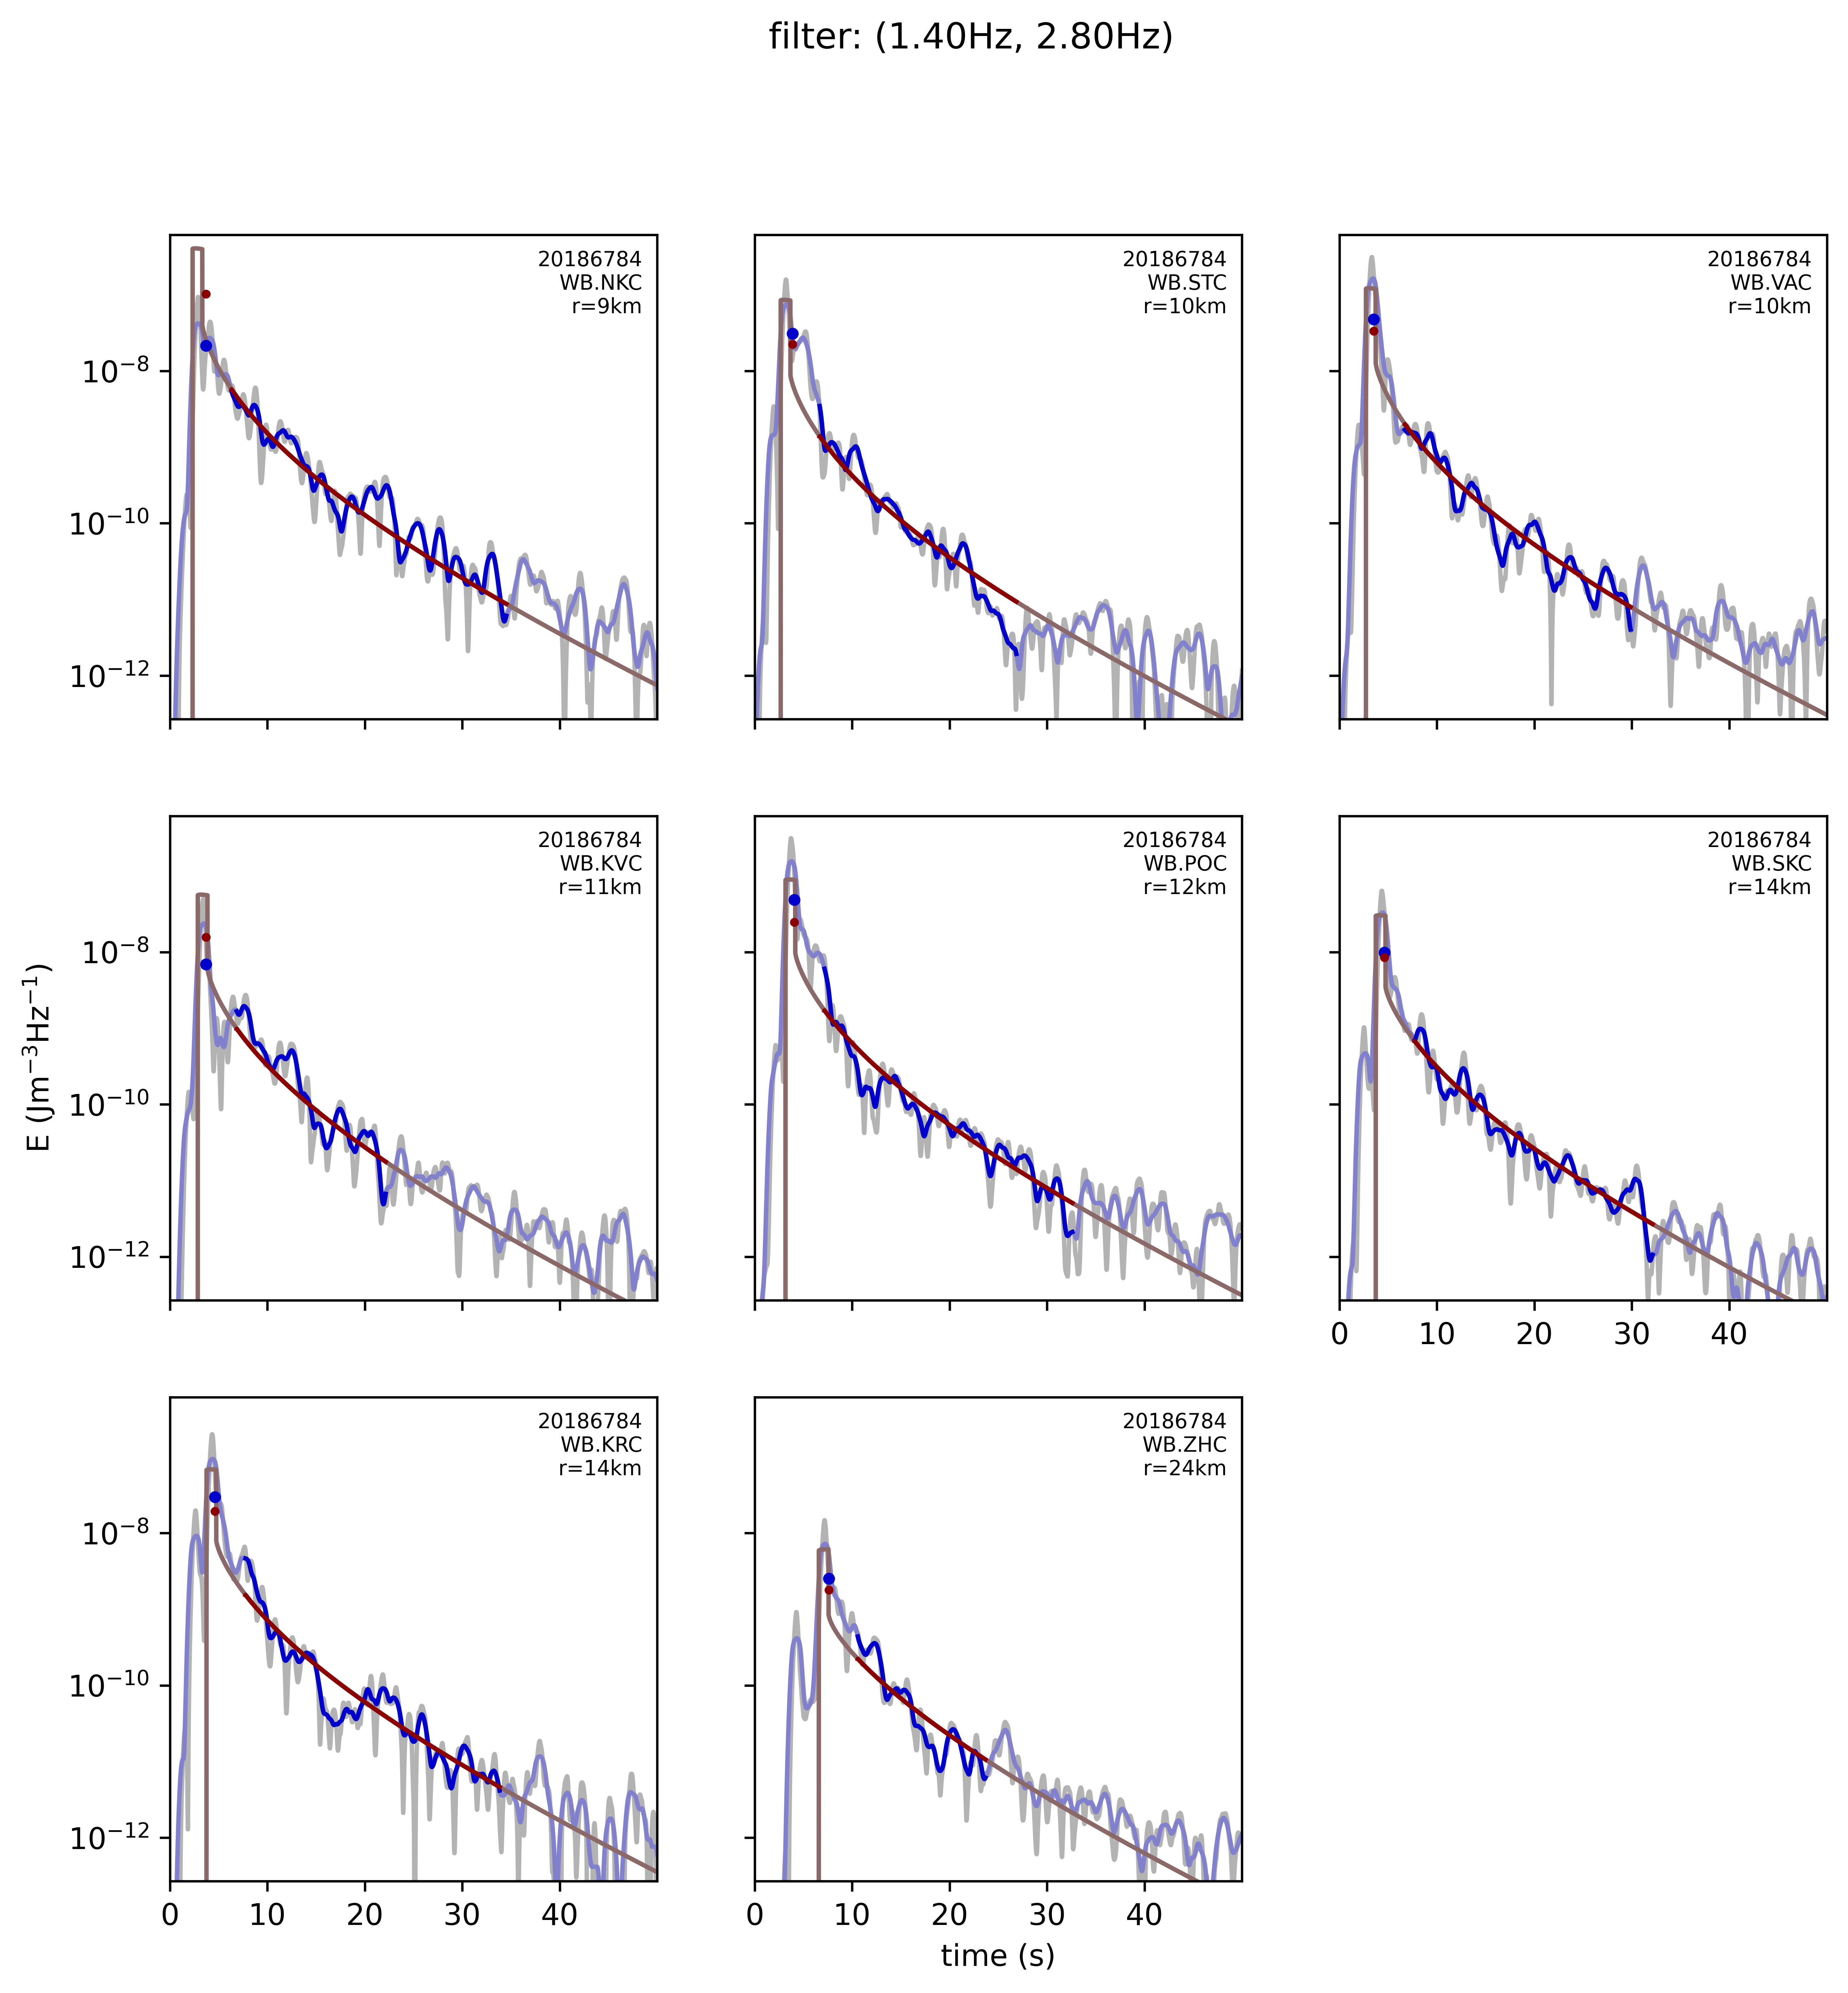 filter: (1.40Hz, 2.80Hz)
20186784
WB.NKC
r=9km
20186784
WB.STC
r=10km
20186784
WB.VAC
r=10km
10⁻⁸
10⁻¹⁰
10⁻¹²
20186784
WB.KVC
r=11km
20186784
WB.POC
r=12km
20186784
WB.SKC
r=14km
10⁻⁸
10⁻¹⁰
10⁻¹²
0 10 20 30 40
E (Jm⁻³Hz⁻¹)
20186784
WB.KRC
r=14km
20186784
WB.ZHC
r=24km
10⁻⁸
10⁻¹⁰
10⁻¹²
0 10 20 30 40
0 10 20 30 40
time (s)